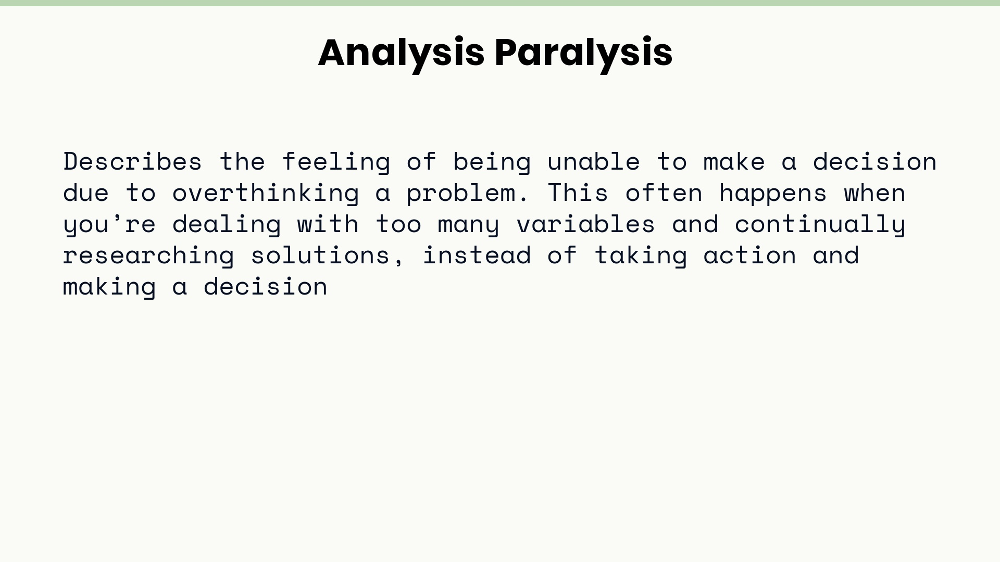 Analysis Paralysis
Describes the feeling of being unable to make a decision
due to overthinking a problem. This often happens when
you’re dealing with too many variables and continually
researching solutions, instead of taking action and
making a decision